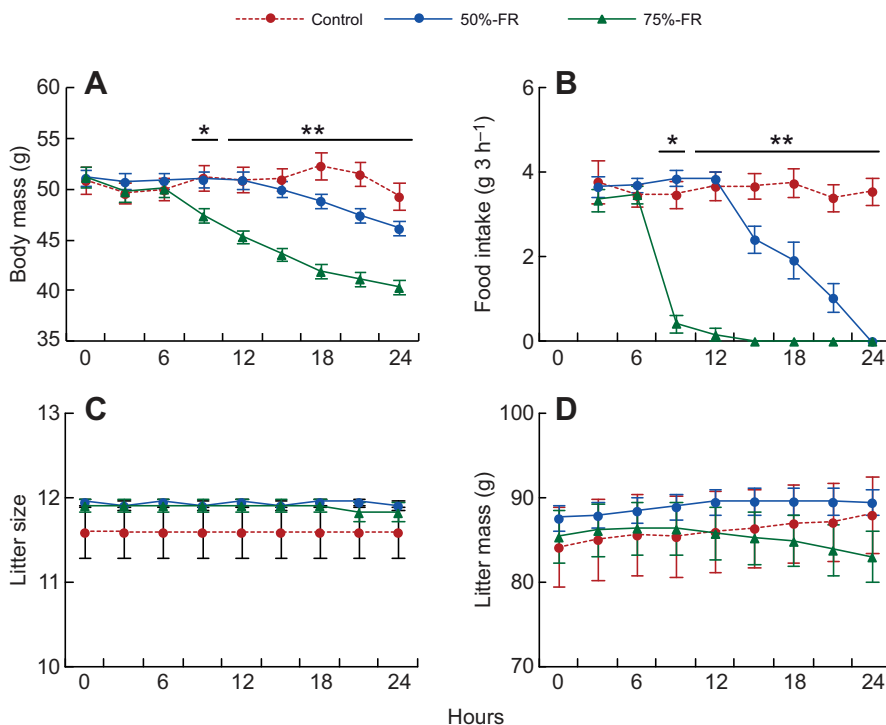 Control 50%-FR 75%-FR
A B
60 6
* ** * **
55
50 4
45
2
40
35 0
0 6 12 18 24 0 6 12 18 24
Body mass (g) Food intake (g 3 h⁻¹)
C D
13 100
12 90
11 80
10 70
0 6 12 18 24 0 6 12 18 24
Litter size Litter mass (g)
Hours